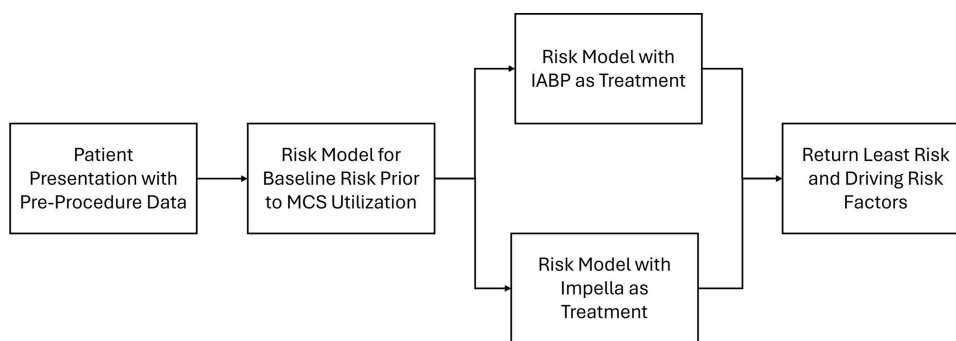 Patient
Presentation with
Pre-Procedure Data
Risk Model for
Baseline Risk Prior
to MCS Utilization
Risk Model with
IABP as Treatment
Risk Model with
Impella as
Treatment
Return Least Risk
and Driving Risk
Factors